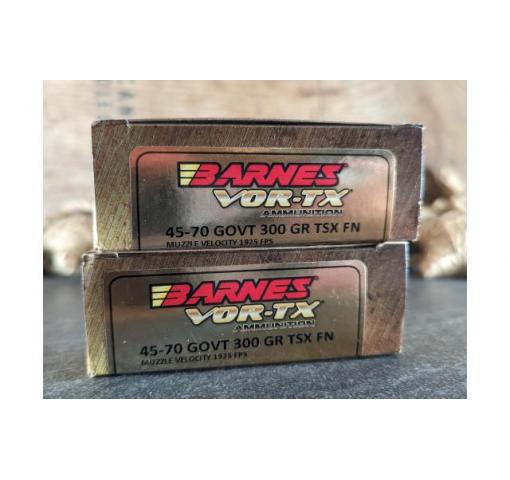 BARNES
VOR-TX
AMMUNITION
45-70 GOVT 300 GR TSX FN
MUZZLE VELOCITY 1925 FPS
BARNES
VOR-TX
AMMUNITION
45-70 GOVT 300 GR TSX FN
MUZZLE VELOCITY 1925 FPS